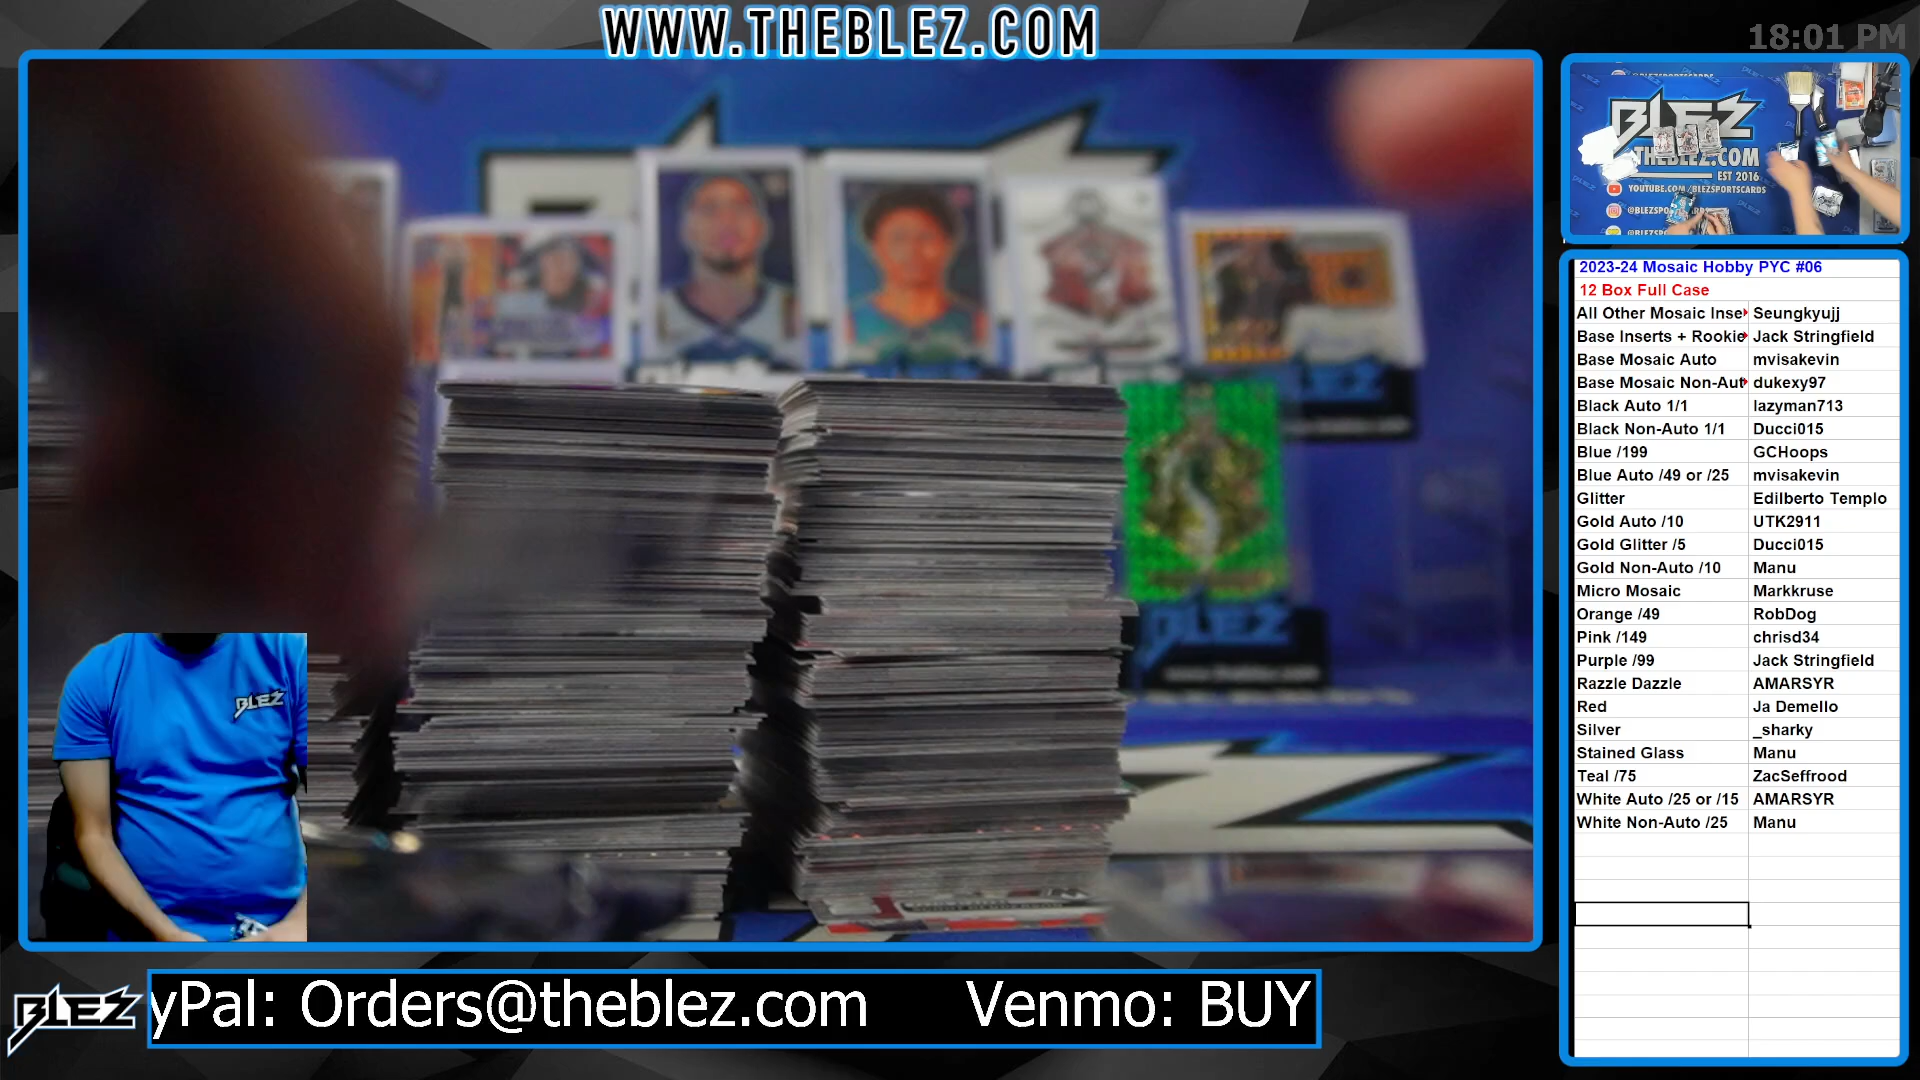 WWW.THEBLEZ.COM
18:01 PM
BLEZ
THEBLEZ.COM
EST 2016
YOUTUBE.COM/BLEZSPORTSCARDS
2023-24 Mosaic Hobby PYC #06
12 Box Full Case
All Other Mosaic Inse Seungkyujj
Base Inserts + Rookie Jack Stringfield
Base Mosaic Auto mvisakevin
Base Mosaic Non-Aut dukexy97
Black Auto 1/1 lazyman713
Black Non-Auto 1/1 Ducci015
Blue /199 GCHoops
Blue Auto /49 or /25 mvisakevin
Glitter Edilberto Templo
Gold Auto /10 UTK2911
Gold Glitter /5 Ducci015
Gold Non-Auto /10 Manu
Micro Mosaic Markkruse
Orange /49 RobDog
Pink /149 chrisd34
Purple /99 Jack Stringfield
Razzle Dazzle AMARSYR
Red Ja Demello
Silver _sharky
Stained Glass Manu
Teal /75 ZacSeffrood
White Auto /25 or /15 AMARSYR
White Non-Auto /25 Manu
BLEZ
BLEZ
BLEZ
yPal: Orders@theblez.com Venmo: BUY